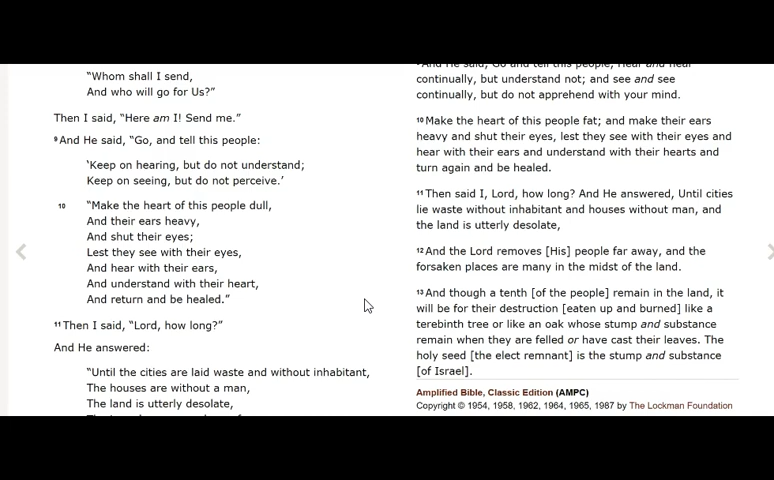 “Whom shall I send,
And who will go for Us?”
Then I said, “Here am I! Send me.”
9 And He said, “Go, and tell this people:
‘Keep on hearing, but do not understand;
Keep on seeing, but do not perceive.’
10 “Make the heart of this people dull,
And their ears heavy,
And shut their eyes;
Lest they see with their eyes,
And hear with their ears,
And understand with their heart,
And return and be healed.”
11 Then I said, “Lord, how long?”
And He answered:
“Until the cities are laid waste and without inhabitant,
The houses are without a man,
The land is utterly desolate,
And He said, Go and tell this people, Hear and hear
continually, but understand not; and see and see
continually, but do not apprehend with your mind.
10 Make the heart of this people fat; and make their ears
heavy and shut their eyes, lest they see with their eyes and
hear with their ears and understand with their hearts and
turn again and be healed.
11 Then said I, Lord, how long? And He answered, Until cities
lie waste without inhabitant and houses without man, and
the land is utterly desolate,
12 And the Lord removes [His] people far away, and the
forsaken places are many in the midst of the land.
13 And though a tenth [of the people] remain in the land, it
will be for their destruction [eaten up and burned] like a
terebinth tree or like an oak whose stump and substance
remain when they are felled or have cast their leaves. The
holy seed [the elect remnant] is the stump and substance
[of Israel].
Amplified Bible, Classic Edition (AMPC)
Copyright © 1954, 1958, 1962, 1964, 1965, 1987 by The Lockman Foundation